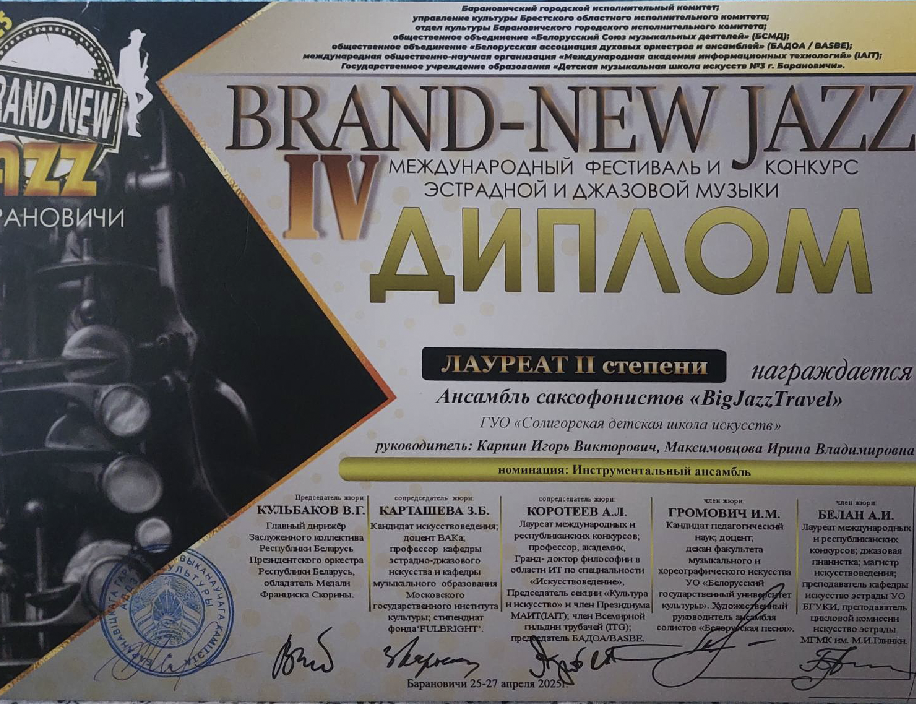 Барановичский городской исполнительный комитет;
управление культуры Брестского областного исполнительного комитета;
отдел культуры Барановичского городского исполнительного комитета;
общественное объединение «Белорусский Союз музыкальных деятелей» (БСМД);
общественное объединение «Белорусская ассоциация духовых оркестров и ансамблей» (БАДОА / BASBE);
международная общественно-научная организация «Международная академия информационных технологий» (IAIT);
Государственное учреждение образования «Детская музыкальная школа искусств №3 г. Барановичи».
RAND NEW
AZZ
РАНОВИЧИ
BRAND-NEW JAZZ
IV МЕЖДУНАРОДНЫЙ ФЕСТИВАЛЬ И КОНКУРС
ЭСТРАДНОЙ И ДЖАЗОВОЙ МУЗЫКИ
ДИПЛОМ
ЛАУРЕАТ II степени награждается
Ансамбль саксофонистов «BigJazzTravel»
ГУО «Солигорская детская школа искусств»
руководитель: Карпин Игорь Викторович, Максимовцова Ирина Владимировна
номинация: Инструментальный ансамбль
Председатель жюри
КУЛЬБАКОВ В.Г.
Главный дирижёр
Заслуженного коллектива
Республики Беларусь
Президентского оркестра
Республики Беларусь,
обладатель Медали
Франциска Скорины.
сопредседатель жюри
КАРТАШЕВА З.Б.
Кандидат искусствоведения;
доцент ВАКа,
профессор кафедры
эстрадно-джазового
искусства и кафедры
музыкального образования
Московского
государственного института
культуры; стипендиат
фонда"FULBRIGHT".
сопредседатель жюри
КОРОТЕЕВ А.Л.
Лауреат международных и
республиканских конкурсов;
профессор, академик,
Гранд- доктор философии в
области ИТ по специальности
«Искусствоведение»,
Председатель секции «Культура
и искусство» и член Президиума
МАИТ(IAIT); член Всемирной
гильдии трубачей (ITG);
председатель БАДОА/BASBE.
член жюри
ГРОМОВИЧ И.М.
Кандидат педагогический
наук; доцент;
декан факультета
музыкального и
хореографического искусства
УО «Белорусский
государственный университет
культуры». Художественный
руководитель ансамбля
солистов «Белорусская песня».
член жюри
БЕЛАН А.И.
Лауреат международных
и республиканских
конкурсов; джазовая
пианистка; магистр
искусствоведения;
преподаватель кафедры
искусство эстрады УО
БГУКИ, преподаватель
цикловой комиссии
искусство эстрады
МГМК им. М.И.Глинки.
Барановичи 25-27 апреля 2025г.